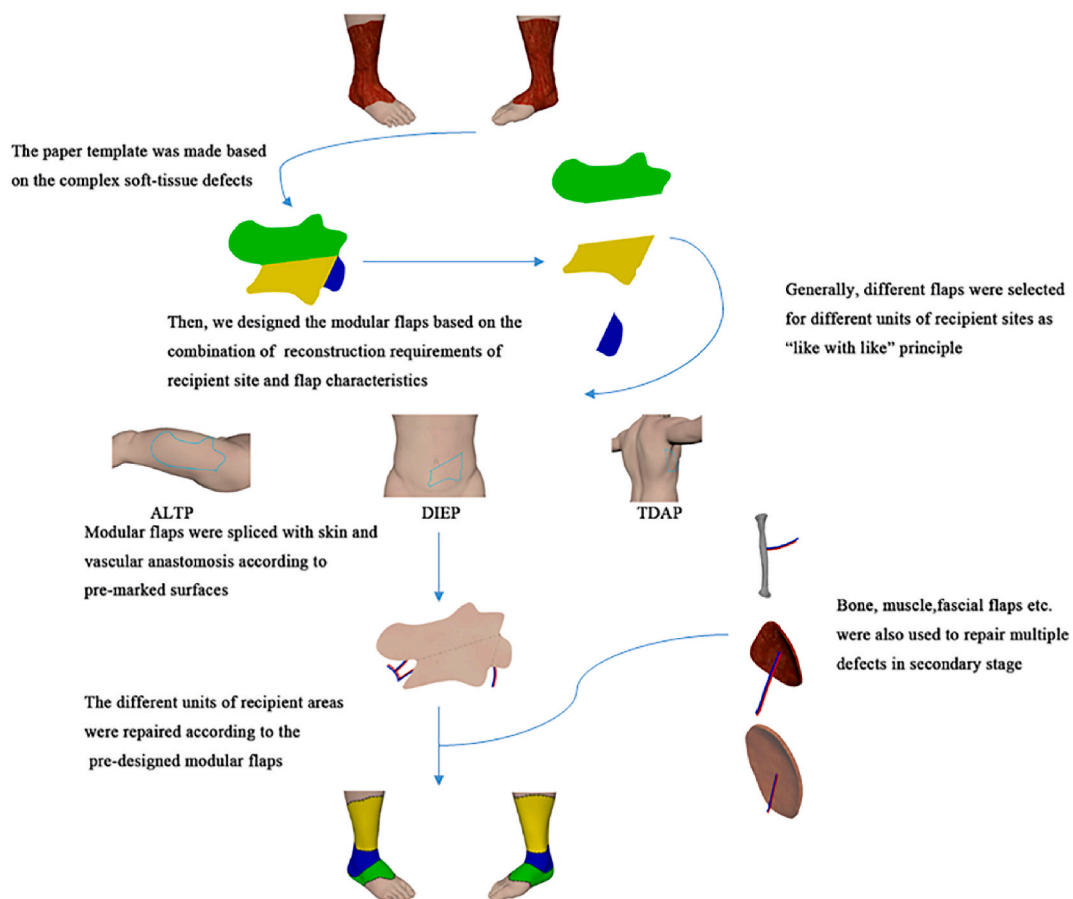 The paper template was made based
on the complex soft-tissue defects
Then, we designed the modular flaps based on the
combination of reconstruction requirements of
recipient site and flap characteristics
Generally, different flaps were selected
for different units of recipient sites as
“like with like” principle
ALTP
DIEP
TDAP
Modular flaps were spliced with skin and
vascular anastomosis according to
pre-marked surfaces
Bone, muscle,fascial flaps etc.
were also used to repair multiple
defects in secondary stage
The different units of recipient areas
were repaired according to the
pre-designed modular flaps